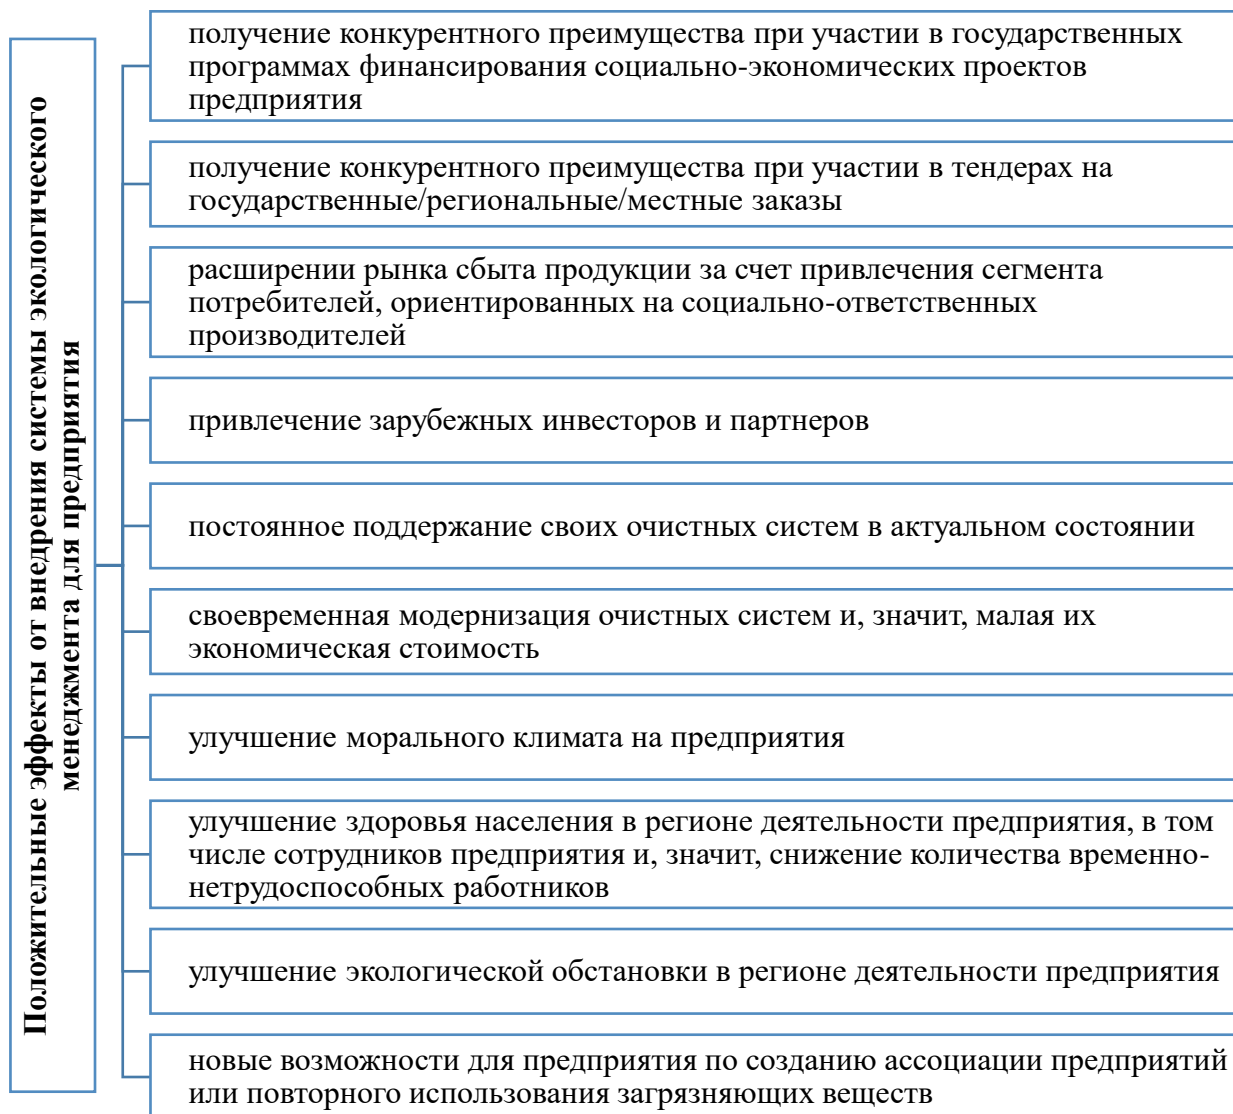 Положительные эффекты от внедрения системы экологического
менеджмента для предприятия
получение конкурентного преимущества при участии в государственных
программах финансирования социально-экономических проектов
предприятия
получение конкурентного преимущества при участии в тендерах на
государственные/региональные/местные заказы
расширении рынка сбыта продукции за счет привлечения сегмента
потребителей, ориентированных на социально-ответственных
производителей
привлечение зарубежных инвесторов и партнеров
постоянное поддержание своих очистных систем в актуальном состоянии
своевременная модернизация очистных систем и, значит, малая их
экономическая стоимость
улучшение морального климата на предприятия
улучшение здоровья населения в регионе деятельности предприятия, в том
числе сотрудников предприятия и, значит, снижение количества временно-
нетрудоспособных работников
улучшение экологической обстановки в регионе деятельности предприятия
новые возможности для предприятия по созданию ассоциации предприятий
или повторного использования загрязняющих веществ